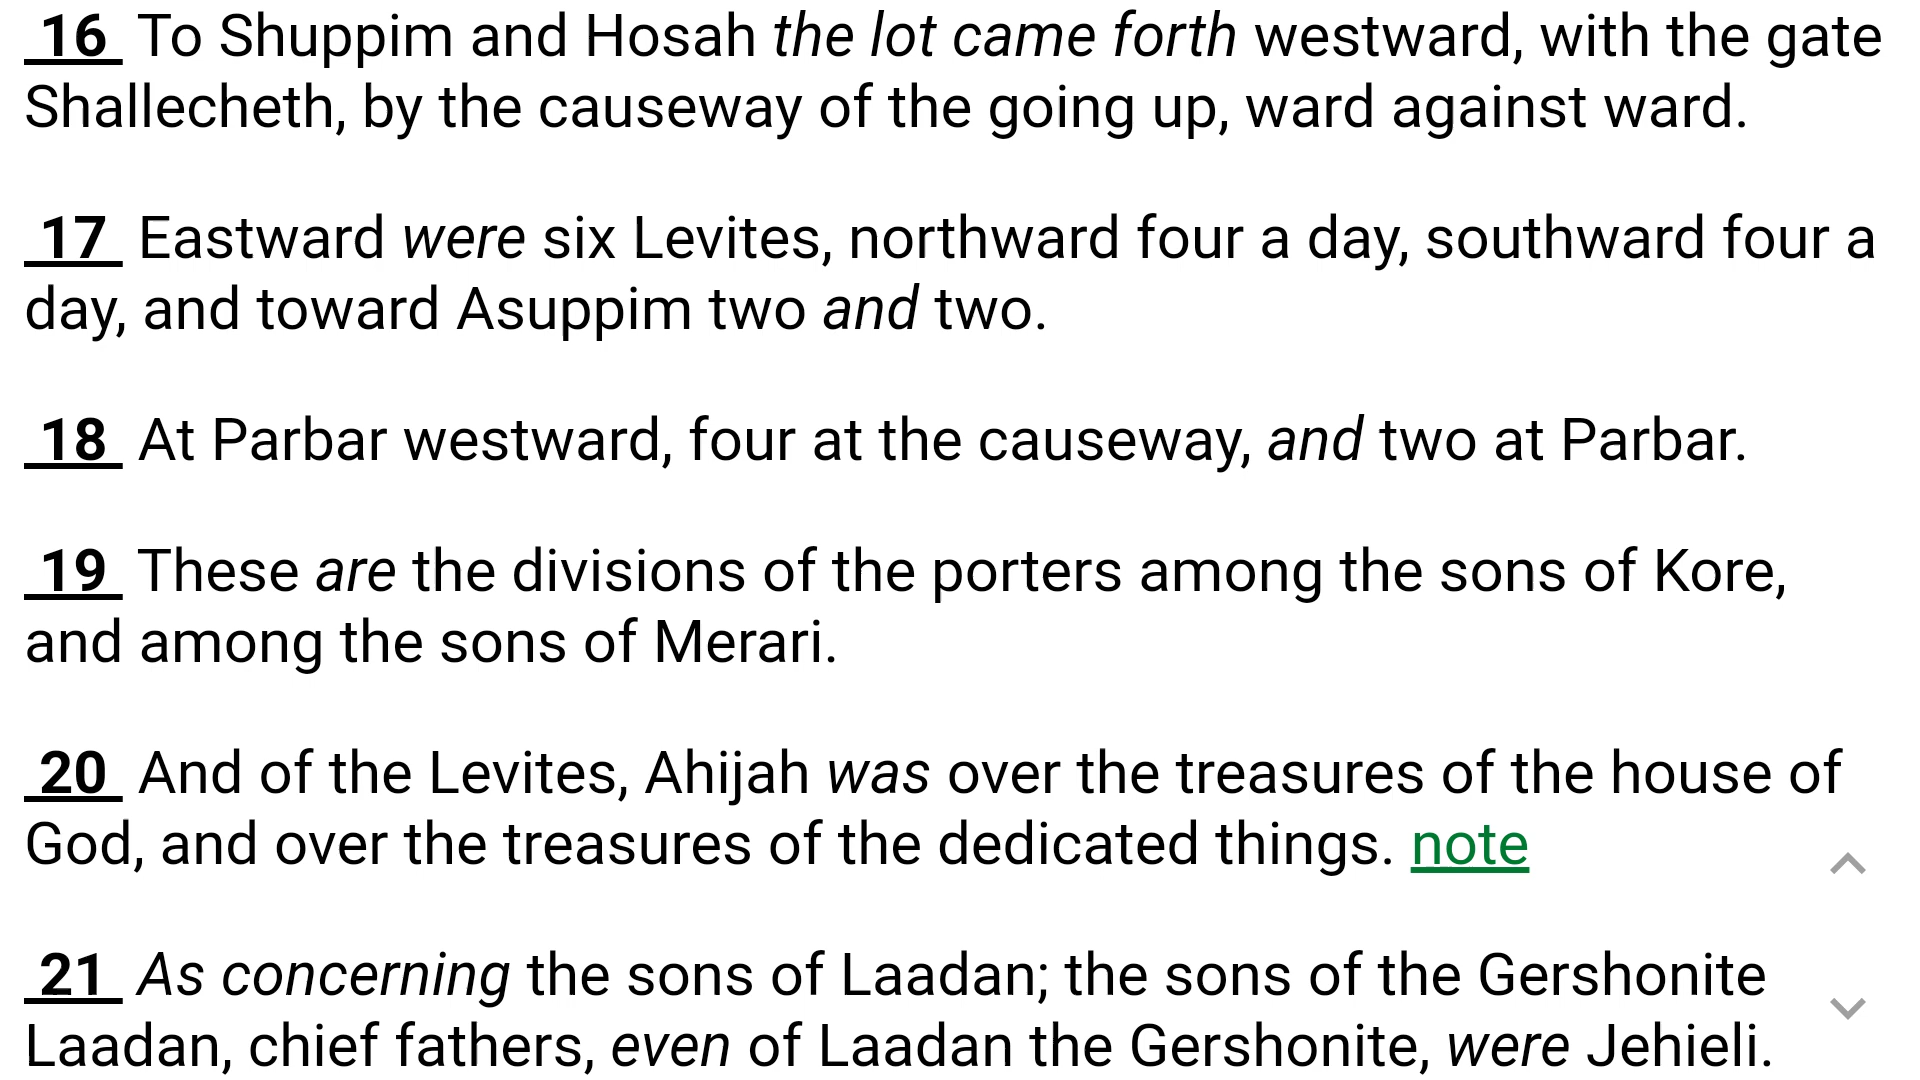 16 To Shuppim and Hosah the lot came forth westward, with the gate
Shallecheth, by the causeway of the going up, ward against ward.
17 Eastward were six Levites, northward four a day, southward four a
day, and toward Asuppim two and two.
18 At Parbar westward, four at the causeway, and two at Parbar.
19 These are the divisions of the porters among the sons of Kore,
and among the sons of Merari.
20 And of the Levites, Ahijah was over the treasures of the house of
God, and over the treasures of the dedicated things. note
21 As concerning the sons of Laadan; the sons of the Gershonite
Laadan, chief fathers, even of Laadan the Gershonite, were Jehieli.